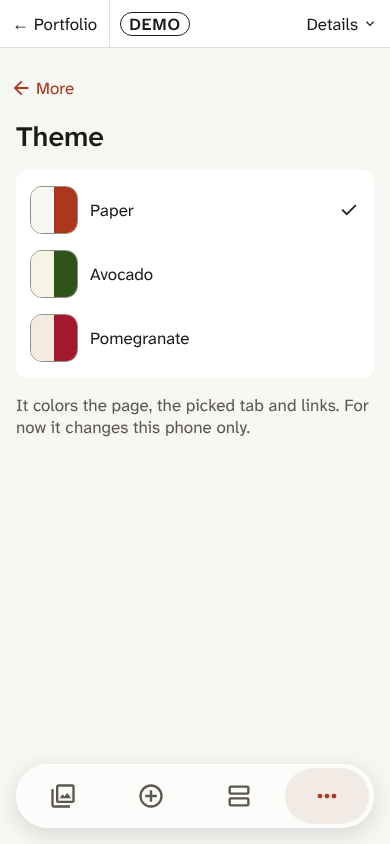 ← Portfolio
DEMO
Details
← More
Theme
Paper
Avocado
Pomegranate
It colors the page, the picked tab and links. For
now it changes this phone only.